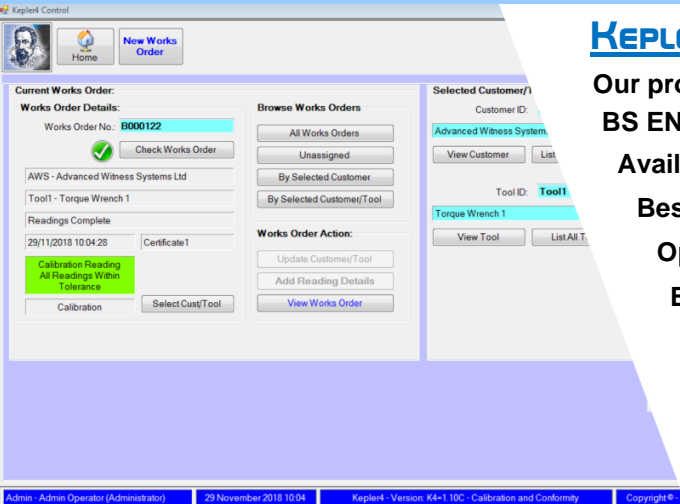 Kepler4 Control
Home
New Works
Order
Current Works Order:
Works Order Details:
Works Order No.: B000122
Check Works Order
AWS - Advanced Witness Systems Ltd
Tool1 - Torque Wrench 1
Readings Complete
29/11/2018 10:04:28 Certificate1
Calibration Reading
All Readings Within
Tolerance
Calibration
Select Cust/Tool
Browse Works Orders
All Works Orders
Unassigned
By Selected Customer
By Selected Customer/Tool
Works Order Action:
Update Customer/Tool
Add Reading Details
View Works Order
Selected Customer/
Customer ID:
Advanced Witness System
View Customer
List
Tool ID: Tool1
Torque Wrench 1
View Tool
List All T
Our pro
BS EN
Avail
Bes
Op
Admin - Admin Operator (Administrator) 29 November 2018 10:04 Kepler4 - Version: K4=1.10C - Calibration and Conformity Copyright © -